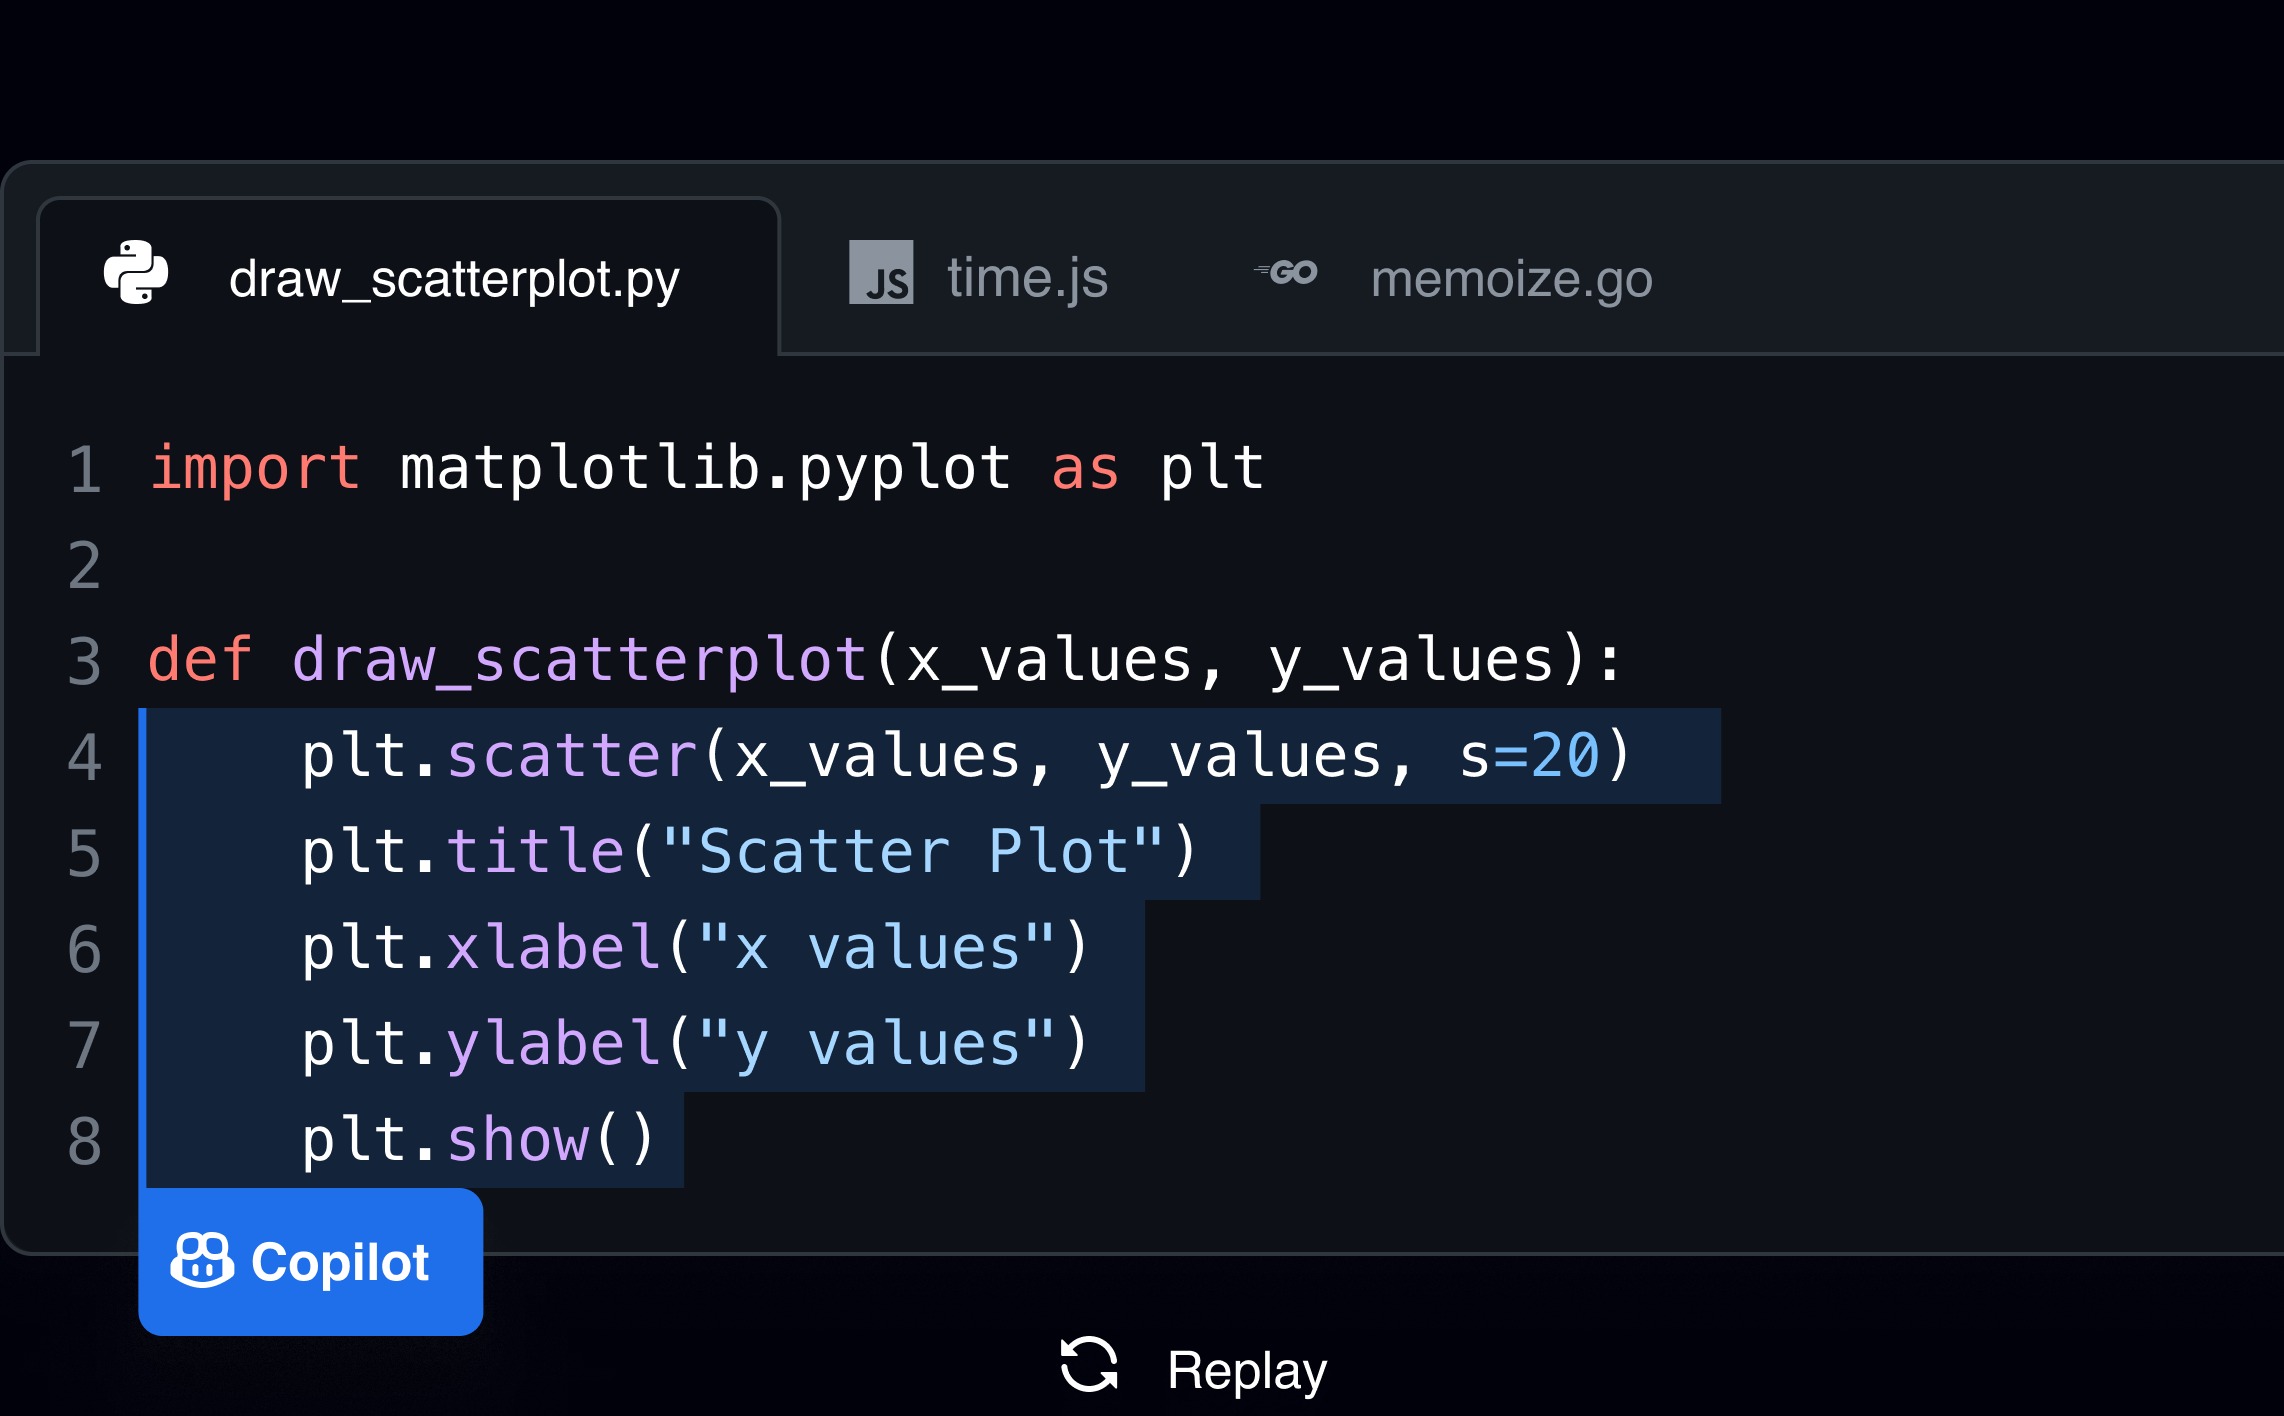 draw_scatterplot.py JS time.js GO memoize.go
1 import matplotlib.pyplot as plt
2
3 def draw_scatterplot(x_values, y_values):
4     plt.scatter(x_values, y_values, s=20)
5     plt.title("Scatter Plot")
6     plt.xlabel("x values")
7     plt.ylabel("y values")
8     plt.show()
Copilot
Replay